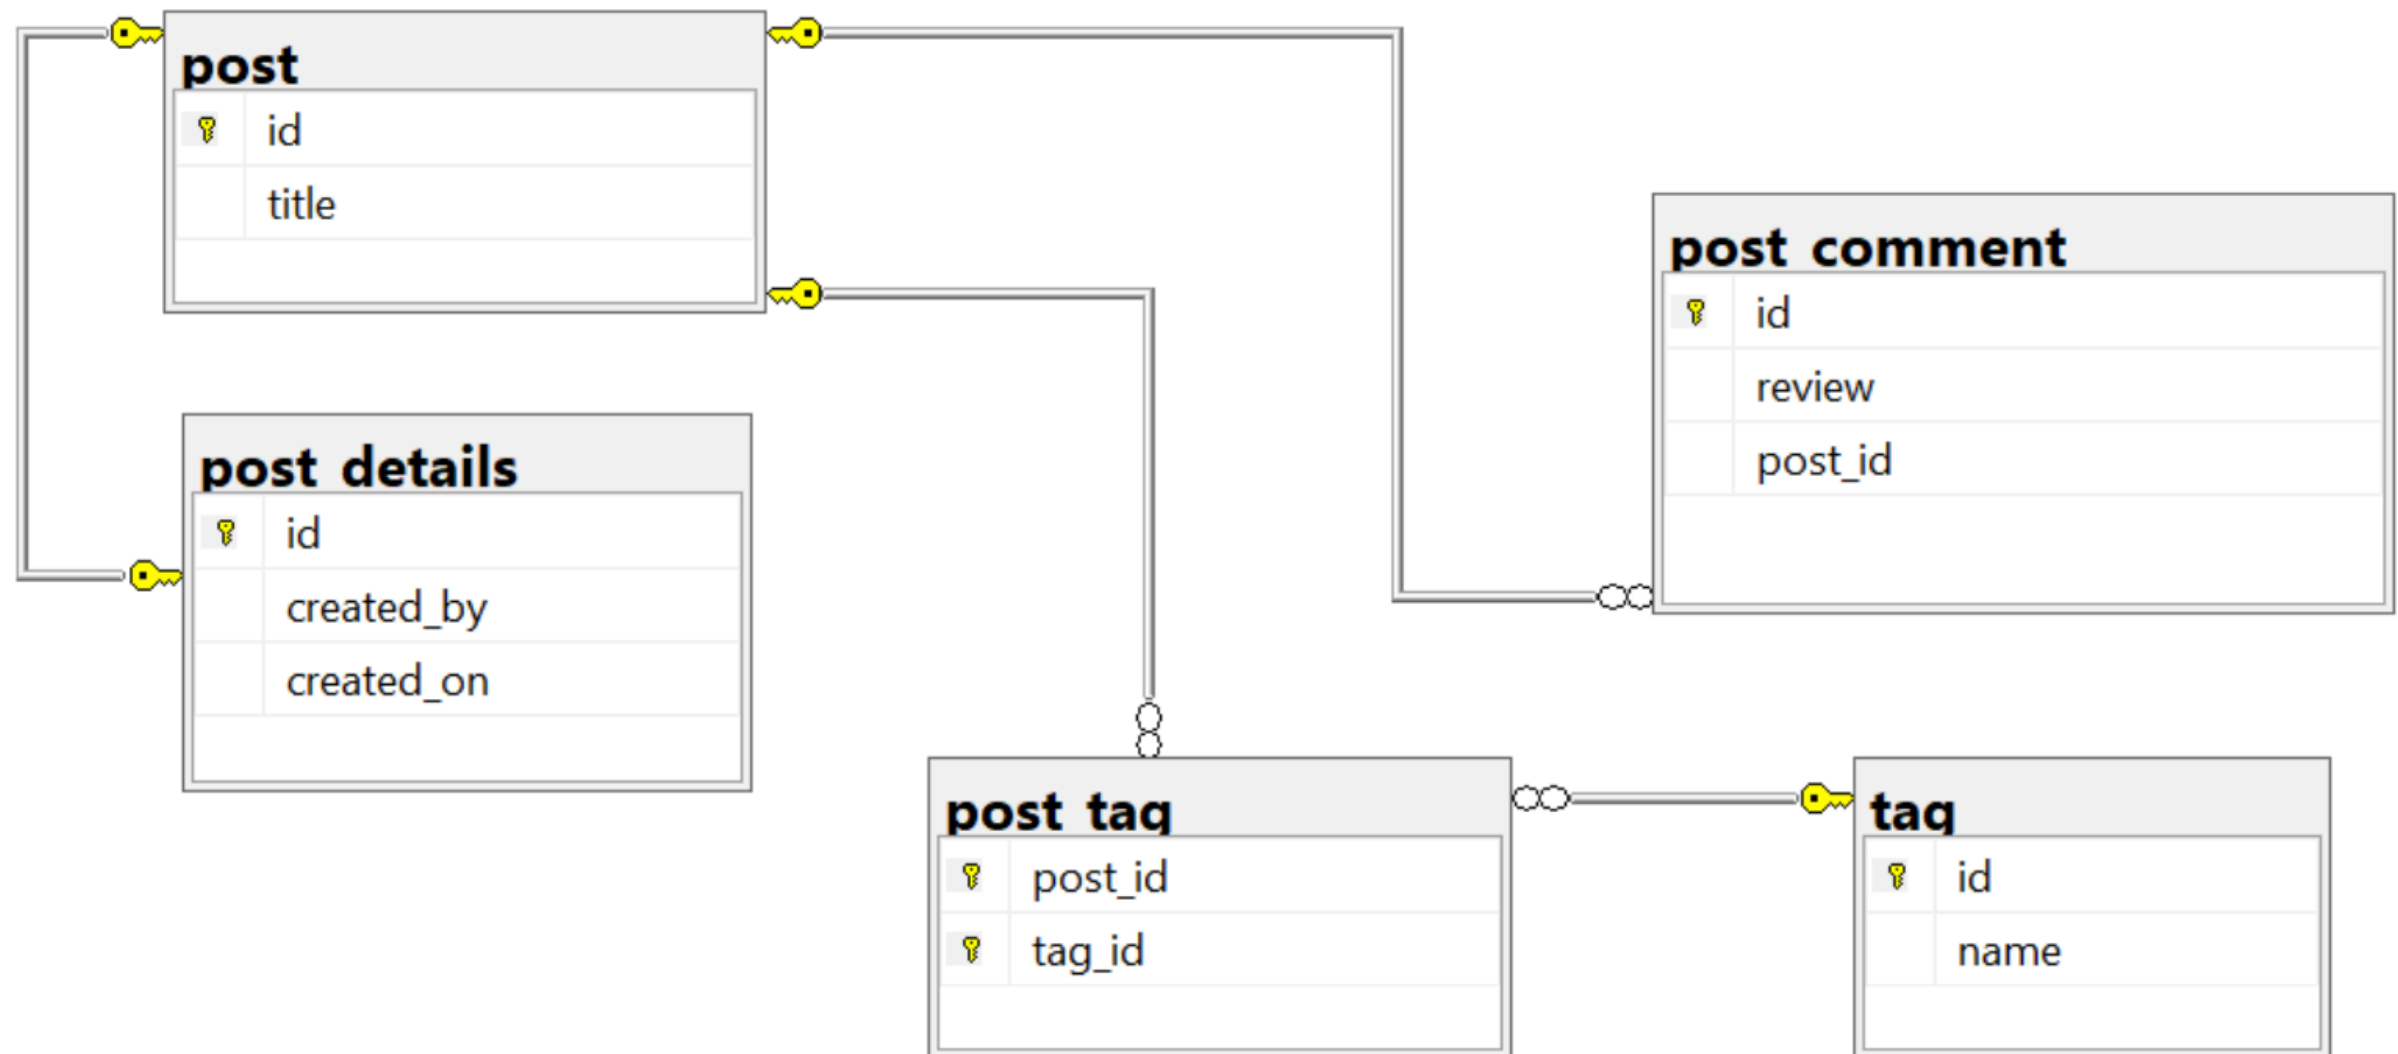 post
id
title
post_details
id
created_by
created_on
post_comment
id
review
post_id
post_tag
post_id
tag_id
tag
id
name